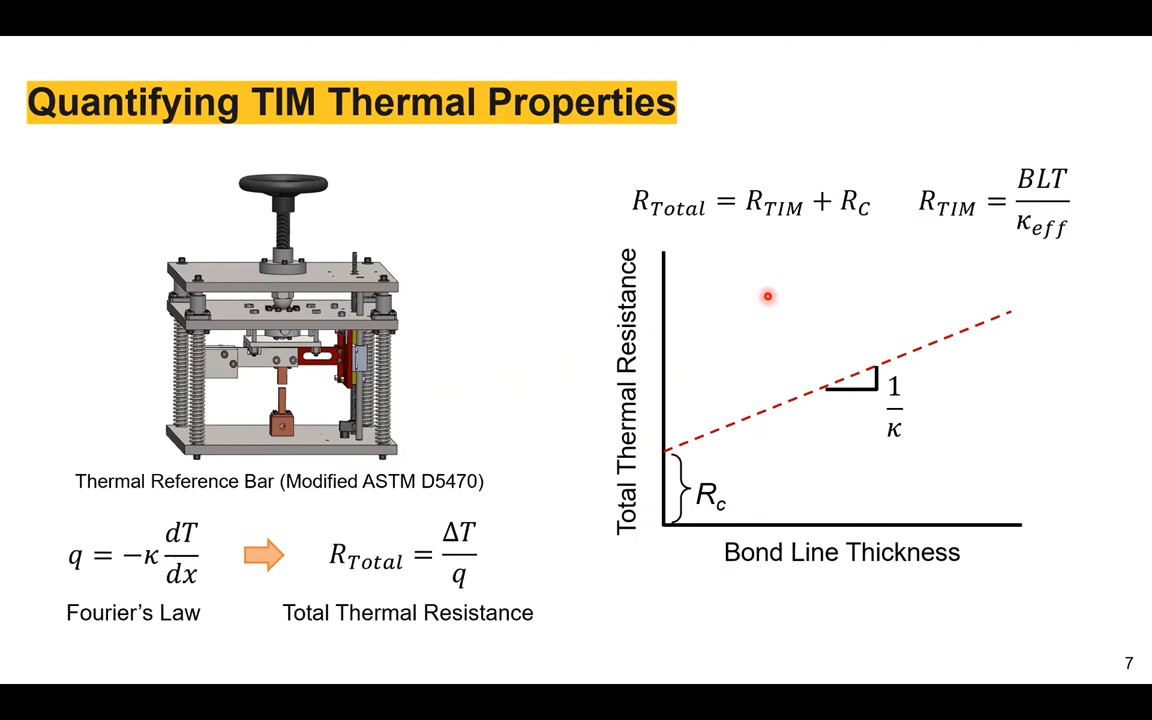 Quantifying TIM Thermal Properties
R_Total = R_TIM + R_C
R_TIM = BLT / κ_eff
Total Thermal Resistance
1/κ
R_c
Bond Line Thickness
Thermal Reference Bar (Modified ASTM D5470)
q = −κ dT/dx
R_Total = ΔT/q
Fourier’s Law
Total Thermal Resistance
7